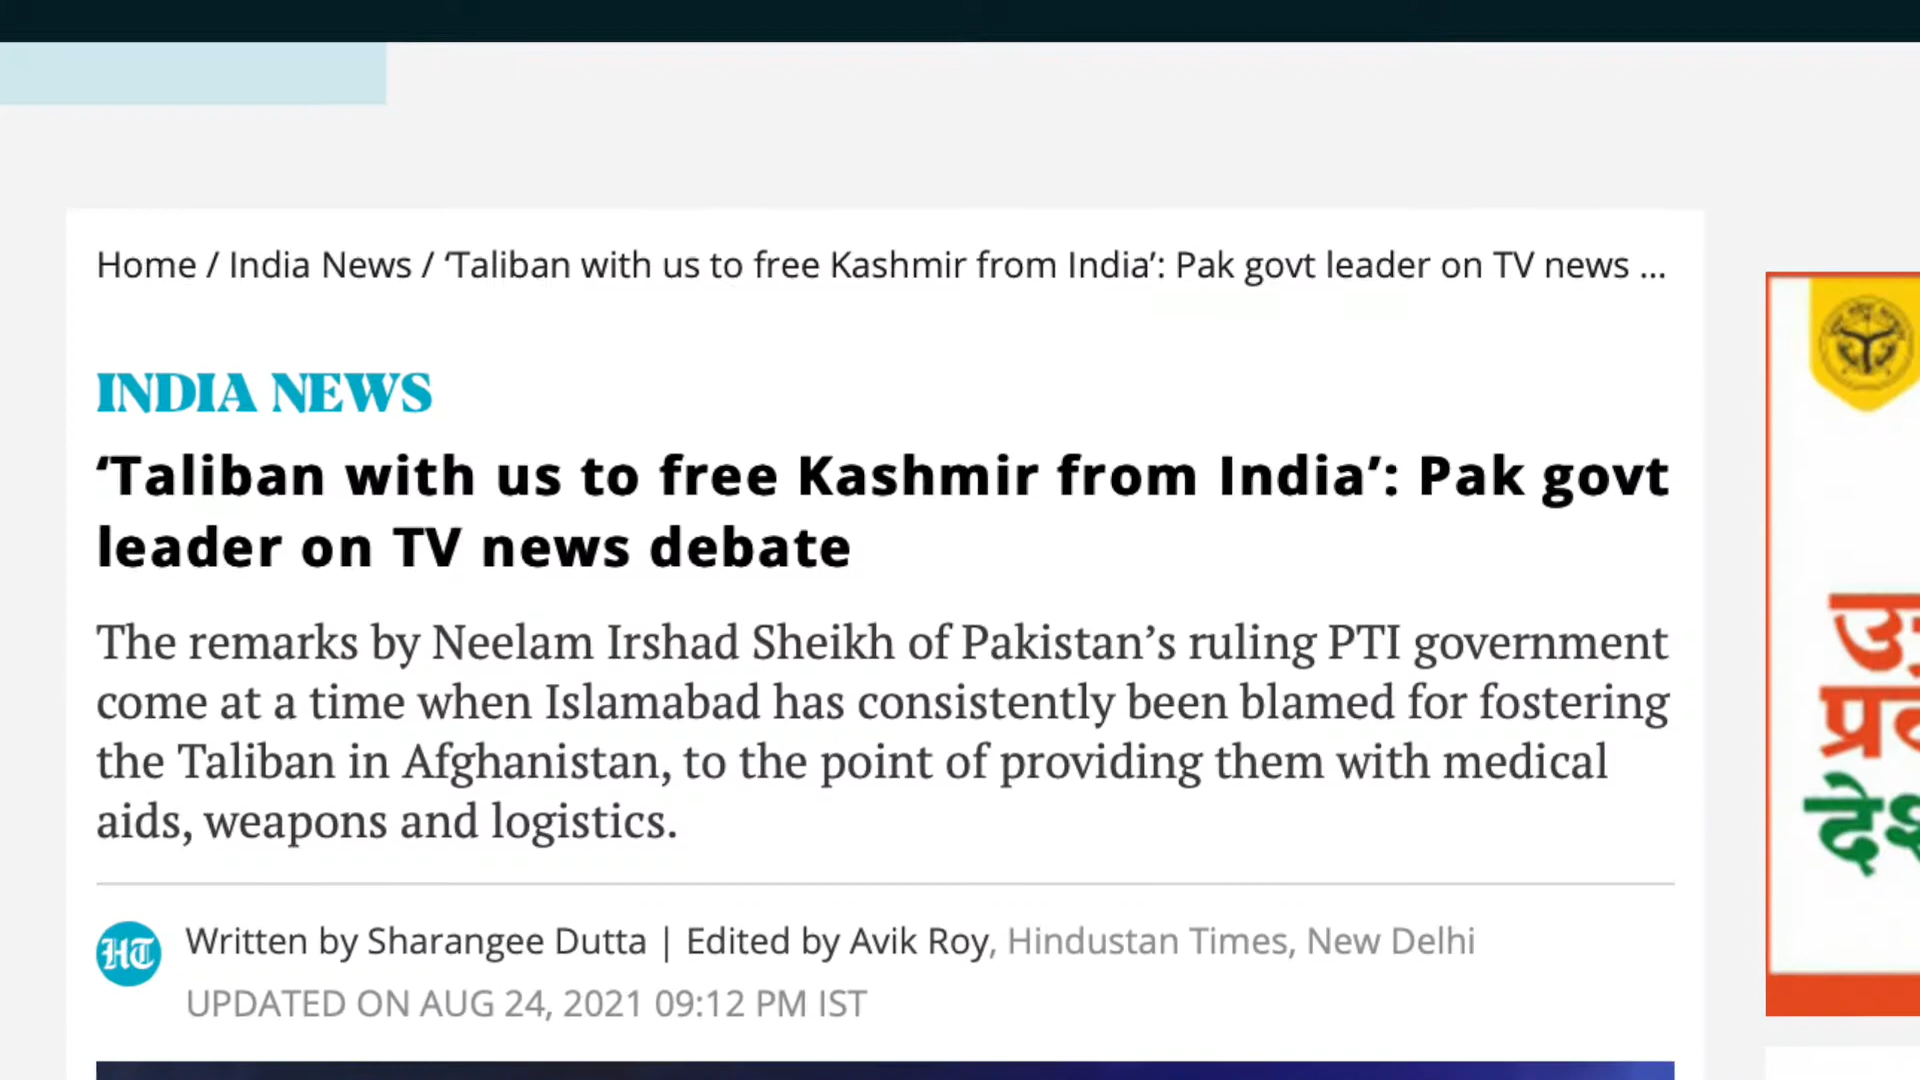 Home / India News / ‘Taliban with us to free Kashmir from India’: Pak govt leader on TV news ...
INDIA NEWS
‘Taliban with us to free Kashmir from India’: Pak govt
leader on TV news debate
The remarks by Neelam Irshad Sheikh of Pakistan’s ruling PTI government
come at a time when Islamabad has consistently been blamed for fostering
the Taliban in Afghanistan, to the point of providing them with medical
aids, weapons and logistics.
HT
Written by Sharangee Dutta | Edited by Avik Roy, Hindustan Times, New Delhi
UPDATED ON AUG 24, 2021 09:12 PM IST